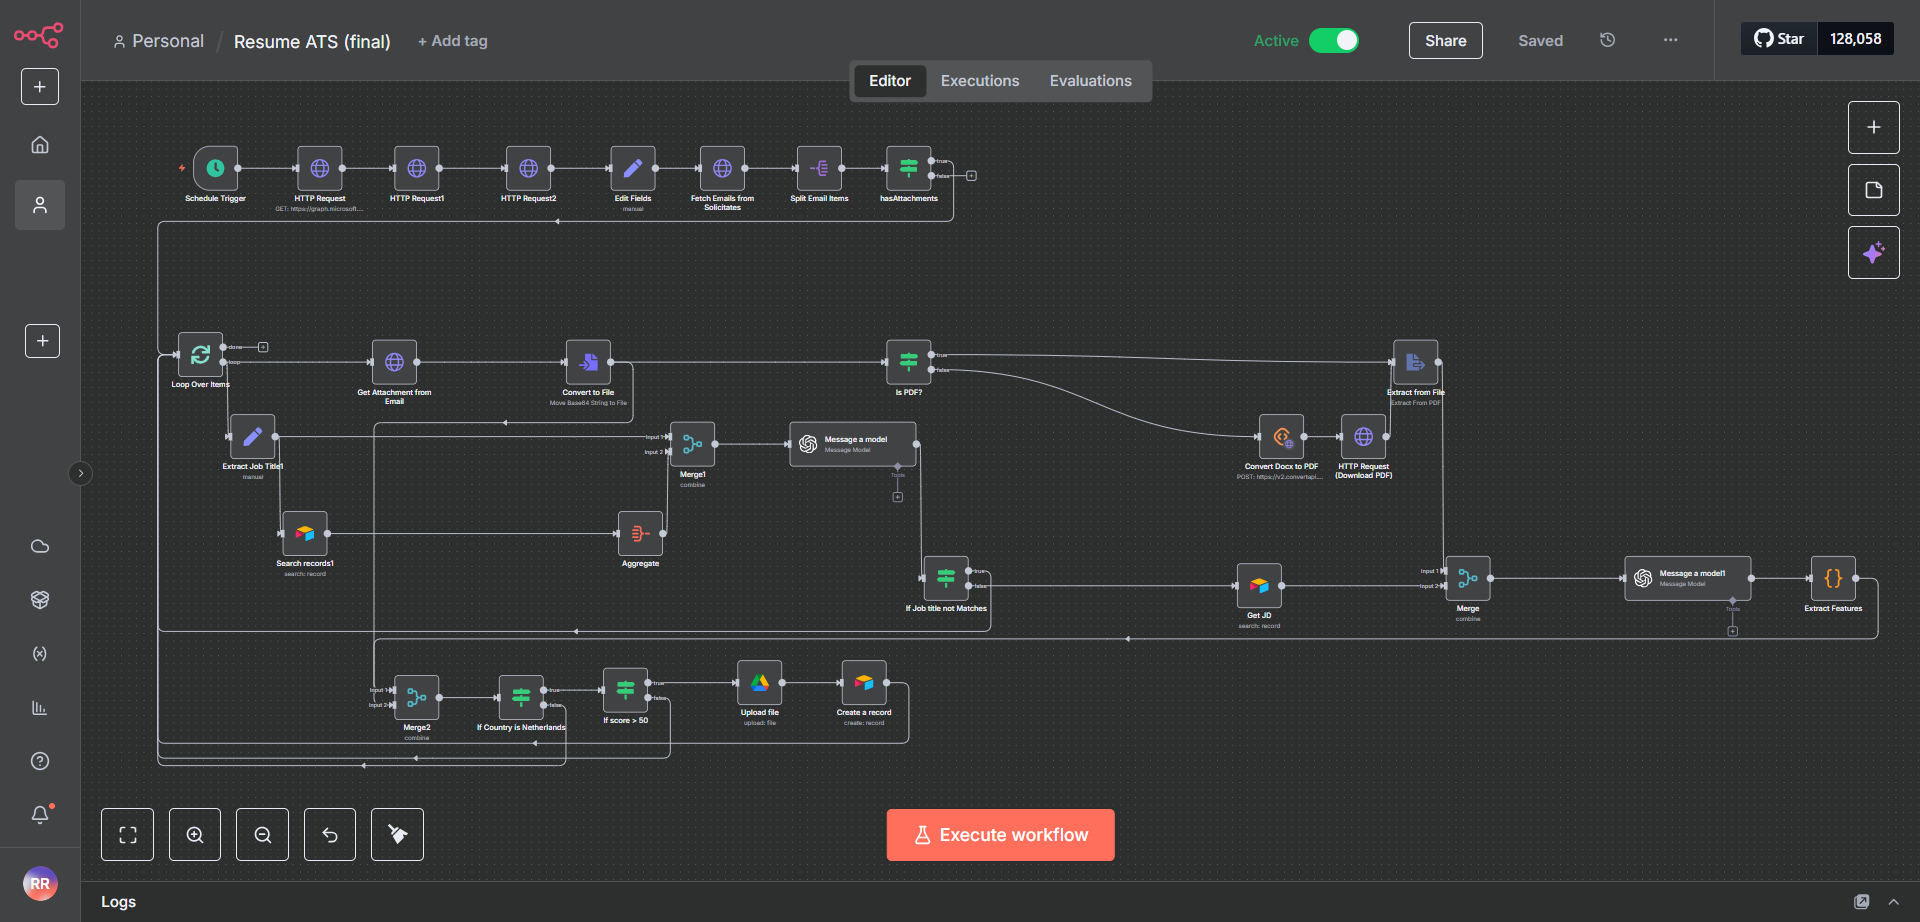 Personal / Resume ATS (final) + Add tag
Active
Share
Saved
Star 128,058
Editor Executions Evaluations
Schedule Trigger
HTTP Request
GET: https://graph.microsoft....
HTTP Request1
HTTP Request2
Edit Fields
manual
Fetch Emails from
Solicitates
Split Email Items
hasAttachments
true
false
done
loop
Loop Over Items
Get Attachment from
Email
Convert to File
Move Base64 String to File
Is PDF?
true
false
Extract from File
Extract From PDF
Extract Job Title1
manual
Input 1
Input 2
Merge1
combine
Message a model
Message Model
Tools
Convert Docx to PDF
POST: https://v2.convertapi....
HTTP Request
(Download PDF)
Search records1
search: record
Aggregate
true
false
If Job title not Matches
Get JD
search: record
Input 1
Input 2
Merge
combine
Message a model1
Message Model
Tools
Extract Features
Input 1
Input 2
Merge2
combine
true
false
If Country is Netherlands
true
false
If score > 50
Upload file
upload: file
Create a record
create: record
Execute workflow
RR
Logs